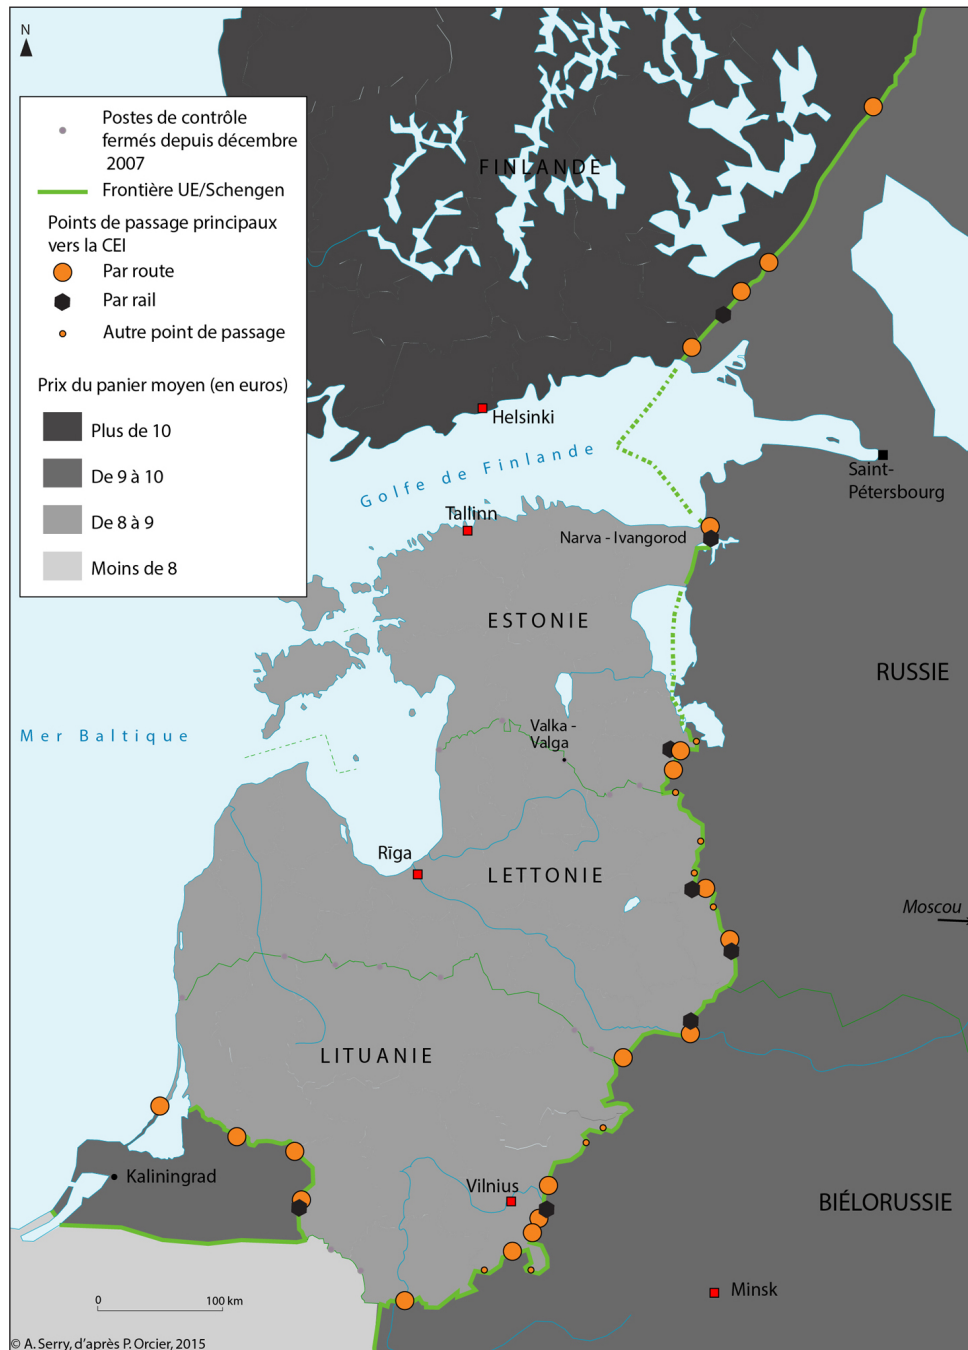 N
Postes de contrôle
fermés depuis décembre
2007
Frontière UE/Schengen
Points de passage principaux
vers la CEI
Par route
Par rail
Autre point de passage
Prix du panier moyen (en euros)
Plus de 10
De 9 à 10
De 8 à 9
Moins de 8
FINLANDE
Helsinki
Golfe de Finlande
Saint-
Pétersbourg
Tallinn
Narva - Ivangorod
ESTONIE
RUSSIE
Mer Baltique
Valka -
Valga
Rīga
LETTONIE
Moscou
LITUANIE
Kaliningrad
Vilnius
BIÉLORUSSIE
Minsk
0 100 km
© A. Serry, d'après P. Orcier, 2015